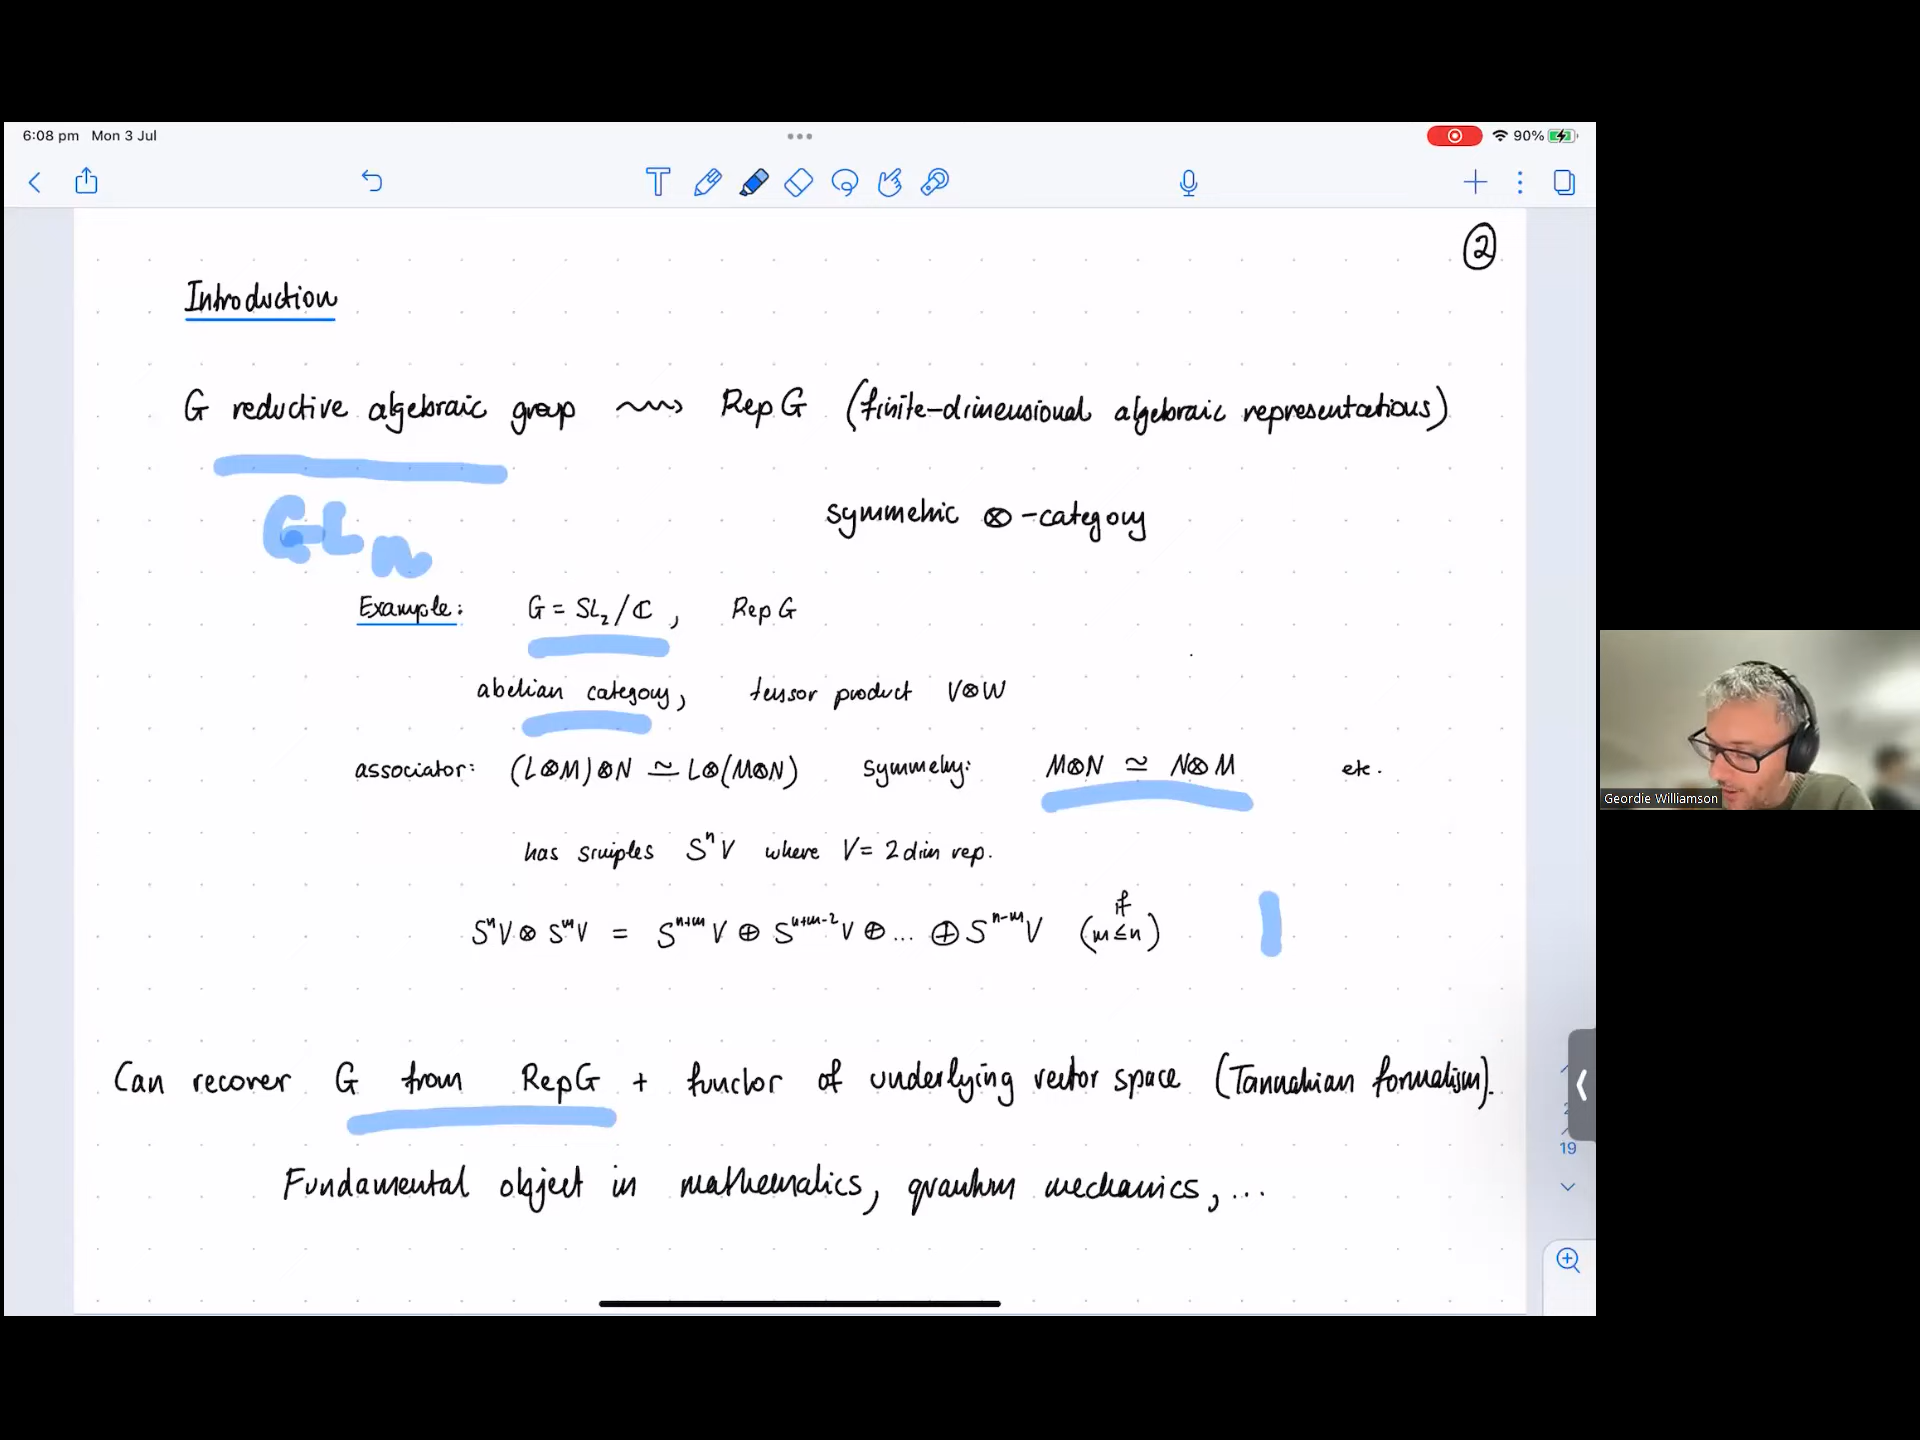 6:08 pm Mon 3 Jul
90%
2
Introduction
G reductive algebraic group ⇝ Rep G (finite-dimensional algebraic representations)
GLn
symmetric ⊗-category
Example: G = SL₂/ℂ, Rep G
abelian category, tensor product V⊗W
associator: (L⊗M)⊗N ≃ L⊗(M⊗N) symmetry: M⊗N ≃ N⊗M etc.
has simples SⁿV where V = 2 dim rep.
SⁿV ⊗ SᵐV = Sⁿ⁺ᵐV ⊕ Sⁿ⁺ᵐ⁻²V ⊕ ... ⊕ Sⁿ⁻ᵐV (if m ≤ n)
Can recover G from Rep G + functor of underlying vector space (Tannakian formalism).
Fundamental object in mathematics, quantum mechanics, ...
19
Geordie Williamson